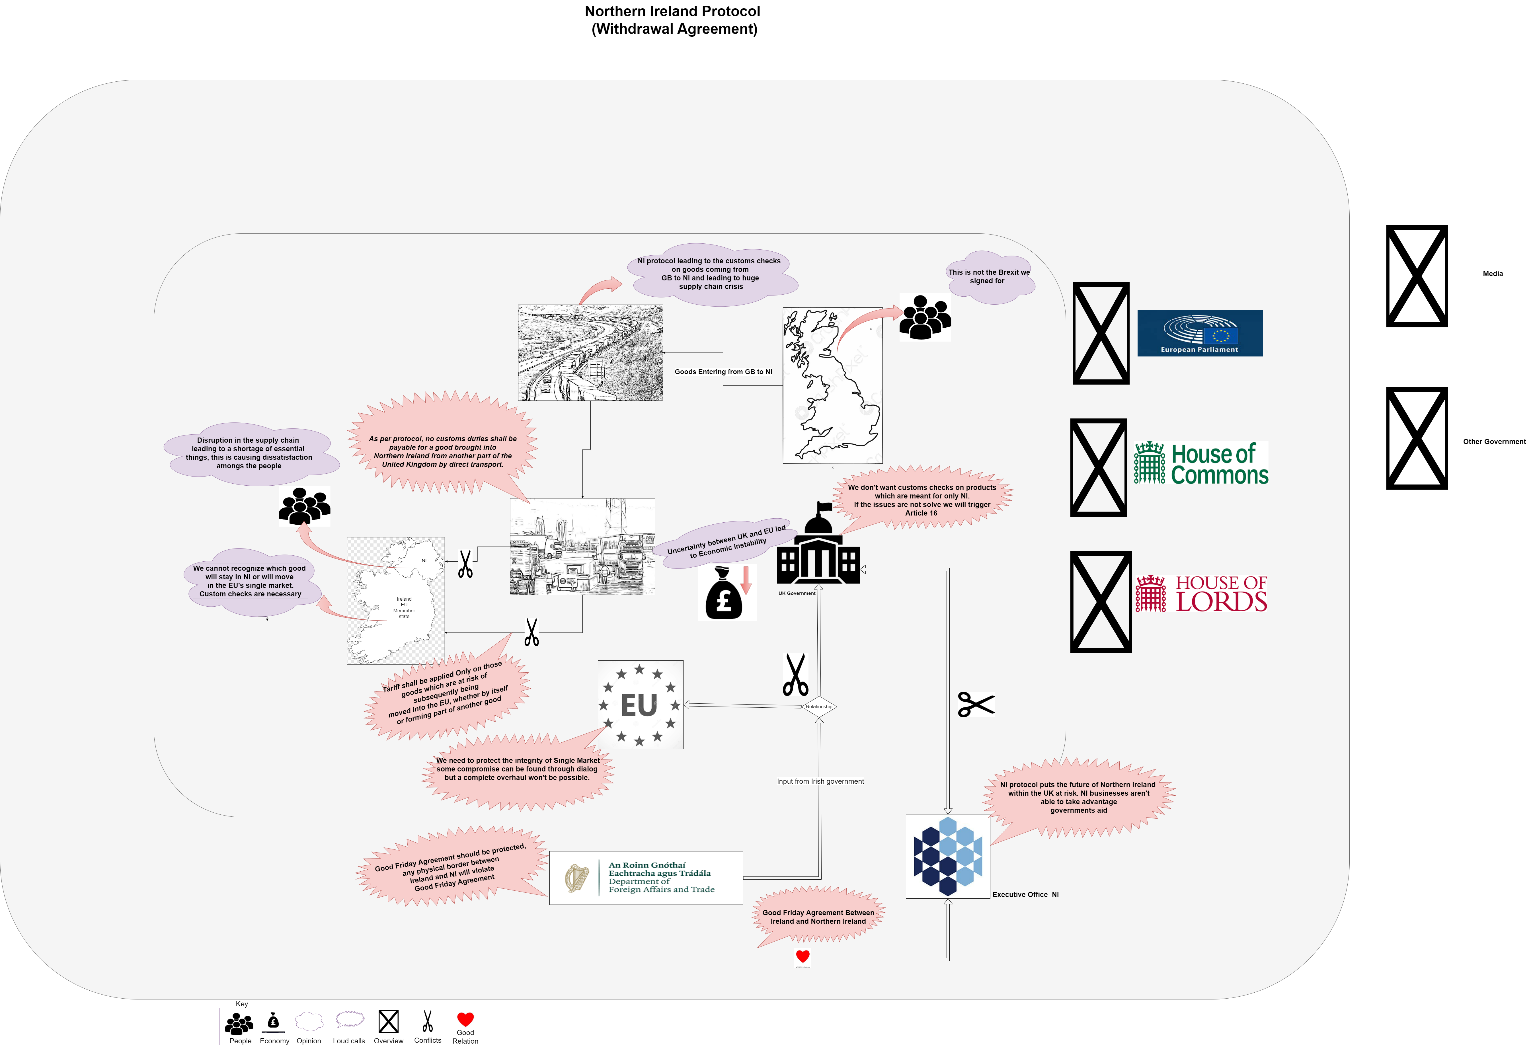 Northern Ireland Protocol
(Withdrawal Agreement)
NI protocol leading to the customs checks
on goods coming from
GB to NI and leading to huge
supply chain crisis
This is not the Brexit we
signed for
Media
European Parliament
Goods Entering from GB to NI
As per protocol, no customs duties shall be
payable for a good brought into
Northern Ireland from another part of the
United Kingdom by direct transport.
Other Government
Disruption in the supply chain
leading to a shortage of essential
things, this is causing dissatisfaction
amongs the people
House of
Commons
We don't want customs checks on products
which are meant for only NI.
If the issues are not solve we will trigger
Article 16
Uncertainty between UK and EU led
to Economic Instability
NI
We cannot recognize which good
will stay in NI or will move
in the EU's single market.
Custom checks are necessary
Ireland
EU
Member
state
£
UK Government
HOUSE OF
LORDS
Tariff shall be applied Only on those
goods which are at risk of
subsequently being
moved into the EU, whether by itself
or forming part of another good
EU
Relationship
We need to protect the integrity of Single Market
some compromise can be found through dialog
but a complete overhaul won't be possible.
Input from Irish government
NI protocol puts the future of Northern Ireland
within the UK at risk. NI businesses aren't
able to take advantage
governments aid
Good Friday Agreement should be protected,
any physical border between
Ireland and NI will violate
Good Friday Agreement
An Roinn Gnóthaí
Eachtracha agus Trádála
Department of
Foreign Affairs and Trade
Executive Office NI
Good Friday Agreement Between
Ireland and Northern Ireland
Key
People
Economy
Opinion
Loud calls
Overview
Conflicts
Good
Relation